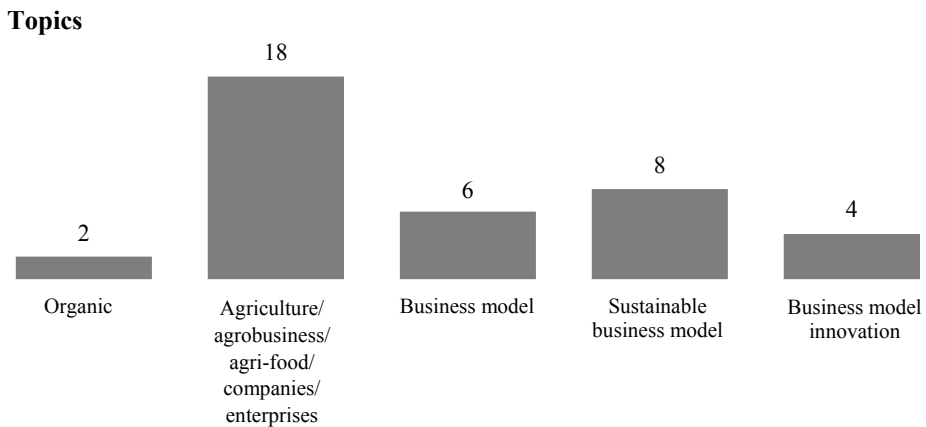 Topics
18
8
6
4
2
Organic
Agriculture/
agrobusiness/
agri-food/
companies/
enterprises
Business model
Sustainable
business model
Business model
innovation